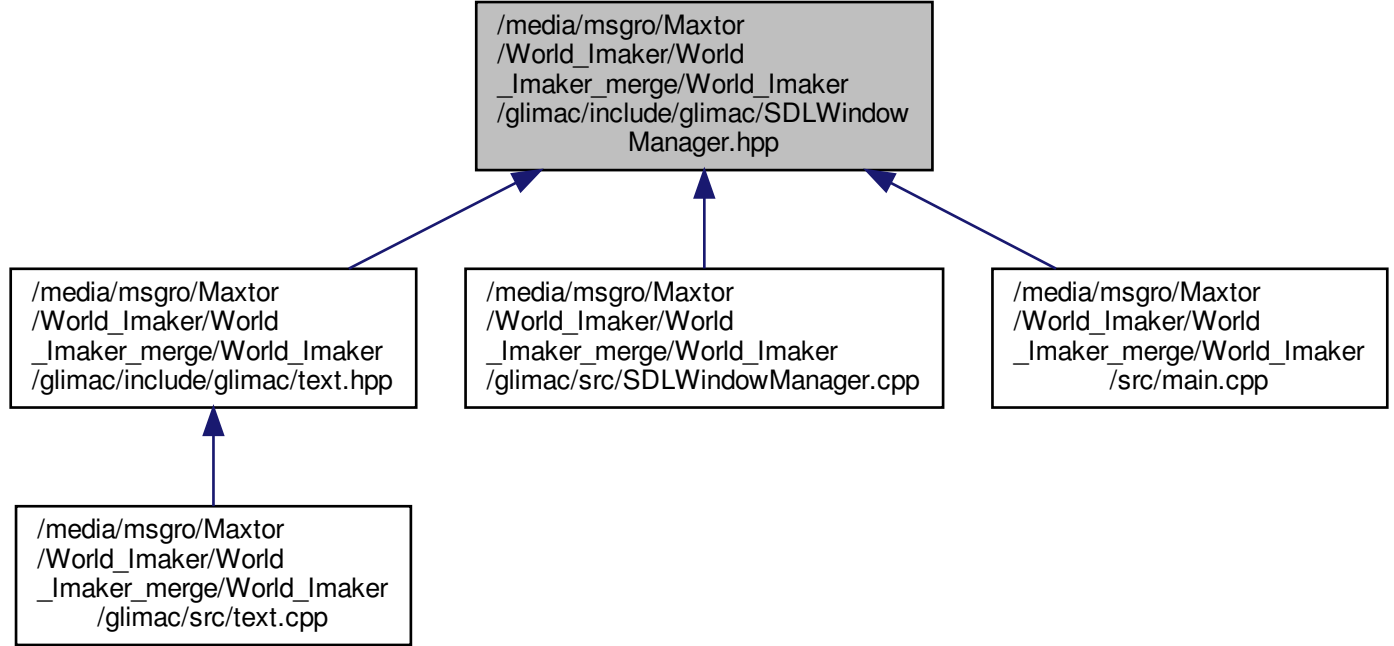 /media/msgro/Maxtor
/World_Imaker/World
_Imaker_merge/World_Imaker
/glimac/include/glimac/SDLWindow
Manager.hpp
/media/msgro/Maxtor
/World_Imaker/World
_Imaker_merge/World_Imaker
/glimac/include/glimac/text.hpp
/media/msgro/Maxtor
/World_Imaker/World
_Imaker_merge/World_Imaker
/glimac/src/SDLWindowManager.cpp
/media/msgro/Maxtor
/World_Imaker/World
_Imaker_merge/World_Imaker
/src/main.cpp
/media/msgro/Maxtor
/World_Imaker/World
_Imaker_merge/World_Imaker
/glimac/src/text.cpp